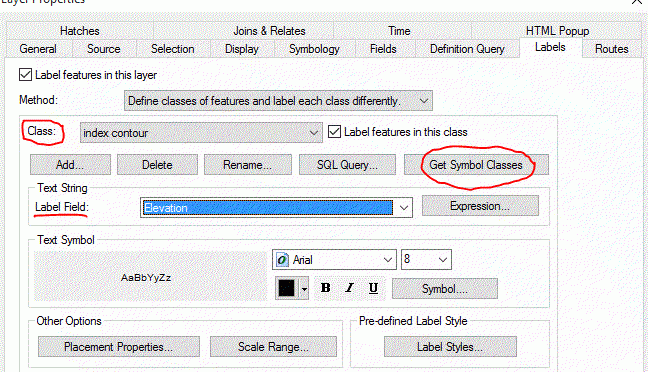 Layer Properties
Hatches Joins & Relates Time HTML Popup
General Source Selection Display Symbology Fields Definition Query Labels Routes
Label features in this layer
Method: Define classes of features and label each class differently.
Class: index contour Label features in this class
Add... Delete Rename... SQL Query... Get Symbol Classes
Text String
Label Field: Elevation Expression...
Text Symbol
AaBbYyZz
Arial 8
B I U Symbol...
Other Options Pre-defined Label Style
Placement Properties... Scale Range... Label Styles...